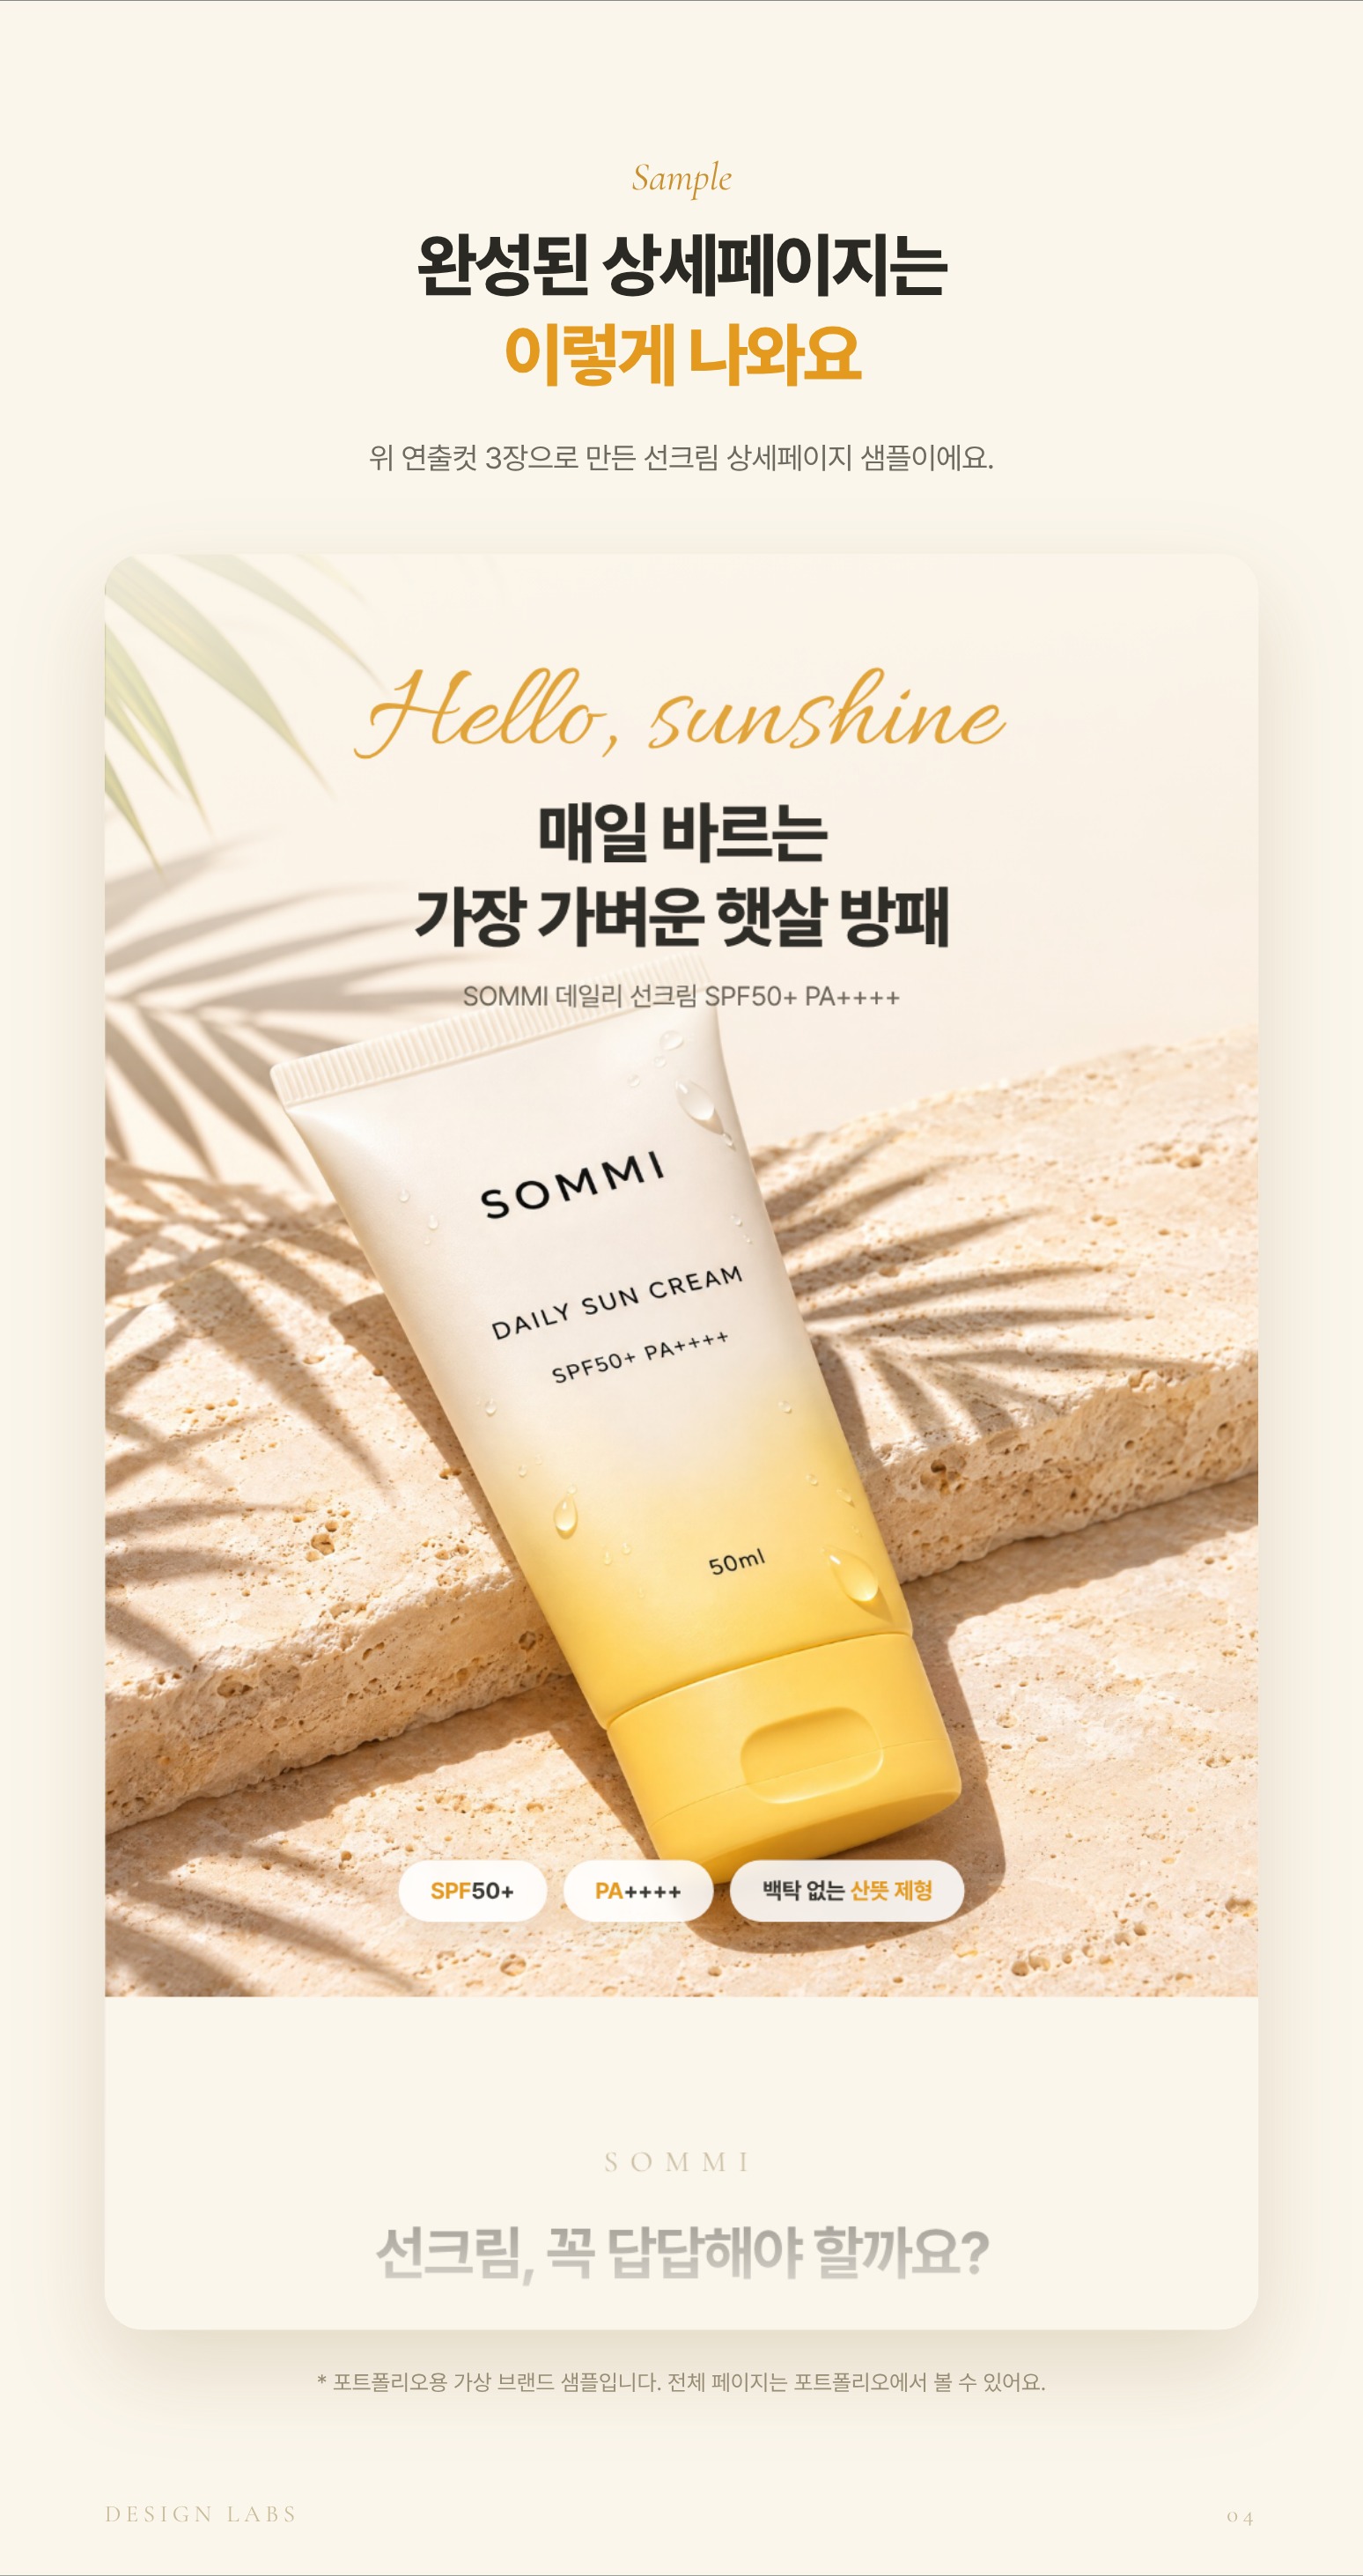 Sample
완성된 상세페이지는
이렇게 나와요
위 연출컷 3장으로 만든 선크림 상세페이지 샘플이에요.
Hello, sunshine
매일 바르는
가장 가벼운 햇살 방패
SOMMI 데일리 선크림 SPF50+ PA++++
SOMMI
DAILY SUN CREAM
SPF50+ PA++++
50ml
SPF50+
PA++++
백탁 없는 산뜻 제형
SOMMI
선크림, 꼭 답답해야 할까요?
* 포트폴리오용 가상 브랜드 샘플입니다. 전체 페이지는 포트폴리오에서 볼 수 있어요.
DESIGN LABS
04